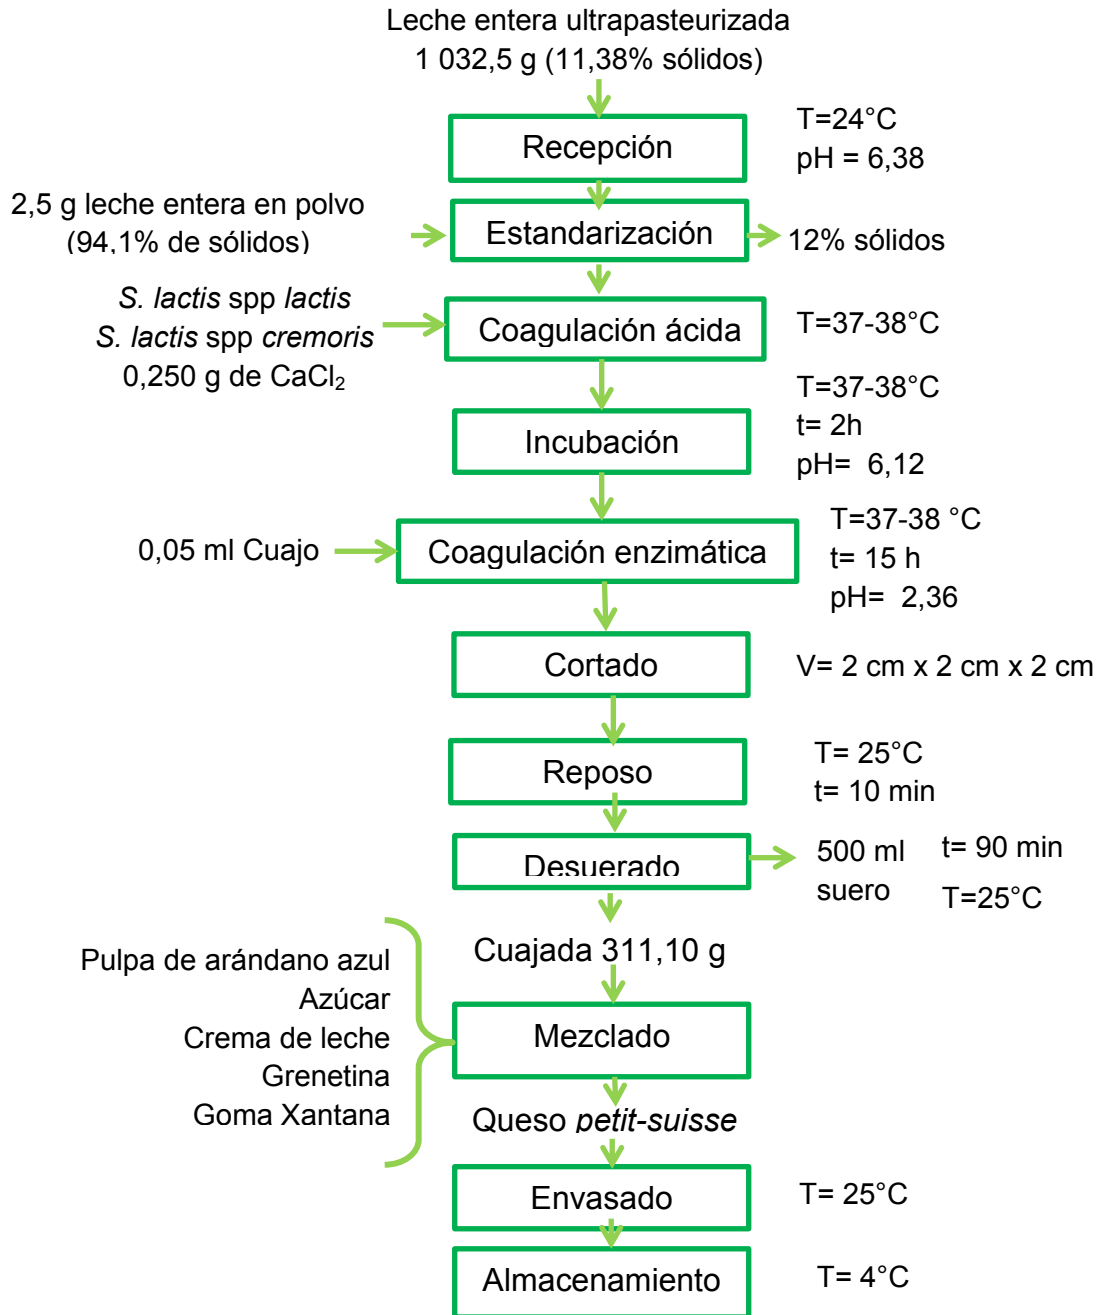 Leche entera ultrapasteurizada
1 032,5 g (11,38% sólidos)
Recepción
T=24°C
pH = 6,38
2,5 g leche entera en polvo
(94,1% de sólidos)
Estandarización
12% sólidos
S. lactis spp lactis
S. lactis spp cremoris
0,250 g de CaCl₂
Coagulación ácida
T=37-38°C
Incubación
T=37-38°C
t= 2h
pH= 6,12
0,05 ml Cuajo
Coagulación enzimática
T=37-38 °C
t= 15 h
pH= 2,36
Cortado
V= 2 cm x 2 cm x 2 cm
Reposo
T= 25°C
t= 10 min
Desuerado
500 ml
suero
t= 90 min
T=25°C
Cuajada 311,10 g
Pulpa de arándano azul
Azúcar
Crema de leche
Grenetina
Goma Xantana
Mezclado
Queso petit-suisse
Envasado
T= 25°C
Almacenamiento
T= 4°C